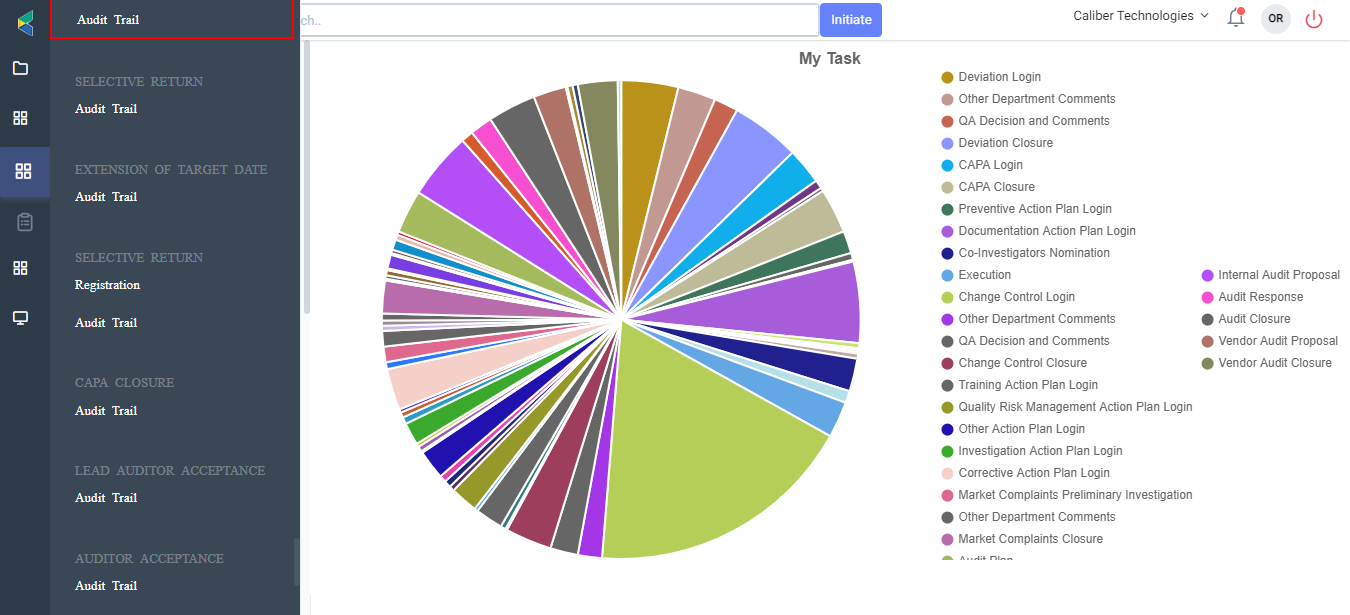 Audit Trail
SELECTIVE RETURN
Audit Trail
EXTENSION OF TARGET DATE
Audit Trail
SELECTIVE RETURN
Registration
Audit Trail
CAPA CLOSURE
Audit Trail
LEAD AUDITOR ACCEPTANCE
Audit Trail
AUDITOR ACCEPTANCE
Audit Trail
ch..
Initiate
Caliber Technologies
OR
My Task
Deviation Login
Other Department Comments
QA Decision and Comments
Deviation Closure
CAPA Login
CAPA Closure
Preventive Action Plan Login
Documentation Action Plan Login
Co-Investigators Nomination
Execution
Change Control Login
Other Department Comments
QA Decision and Comments
Change Control Closure
Training Action Plan Login
Quality Risk Management Action Plan Login
Other Action Plan Login
Investigation Action Plan Login
Corrective Action Plan Login
Market Complaints Preliminary Investigation
Other Department Comments
Market Complaints Closure
Audit Plan
Internal Audit Proposal
Audit Response
Audit Closure
Vendor Audit Proposal
Vendor Audit Closure